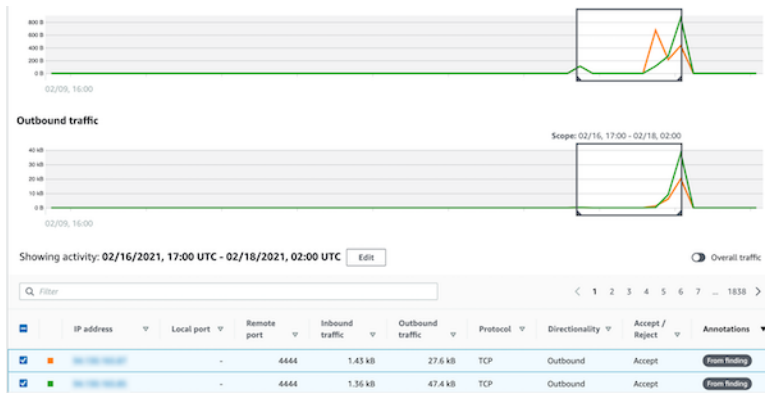 800 B
600 B
400 B
200 B
0 B
02/09, 16:00
Outbound traffic
Scope: 02/16, 17:00 - 02/18, 02:00
40 kB
30 kB
20 kB
10 kB
0 B
02/09, 16:00
Showing activity: 02/16/2021, 17:00 UTC - 02/18/2021, 02:00 UTC Edit Overall traffic
Filter < 1 2 3 4 5 6 7 ... 1838 >
IP address Local port Remote port Inbound traffic Outbound traffic Protocol Directionality Accept / Reject Annotations
- 4444 1.43 kB 27.6 kB TCP Outbound Accept From finding
- 4444 1.36 kB 47.4 kB TCP Outbound Accept From finding